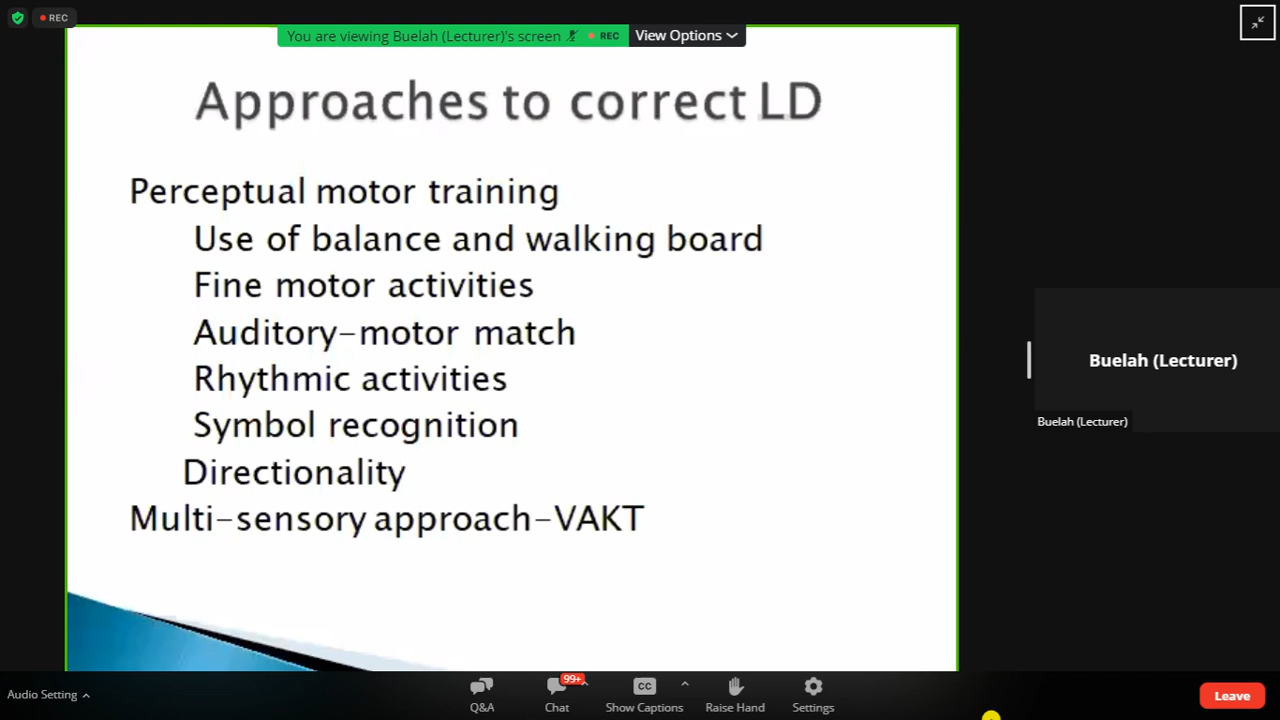 REC
You are viewing Buelah (Lecturer)'s screen REC View Options
Approaches to correct LD
Perceptual motor training
Use of balance and walking board
Fine motor activities
Auditory-motor match
Rhythmic activities
Symbol recognition
Directionality
Multi-sensory approach-VAKT
Buelah (Lecturer)
Buelah (Lecturer)
Audio Setting
Q&A
99+
Chat
CC
Show Captions
Raise Hand
Settings
Leave